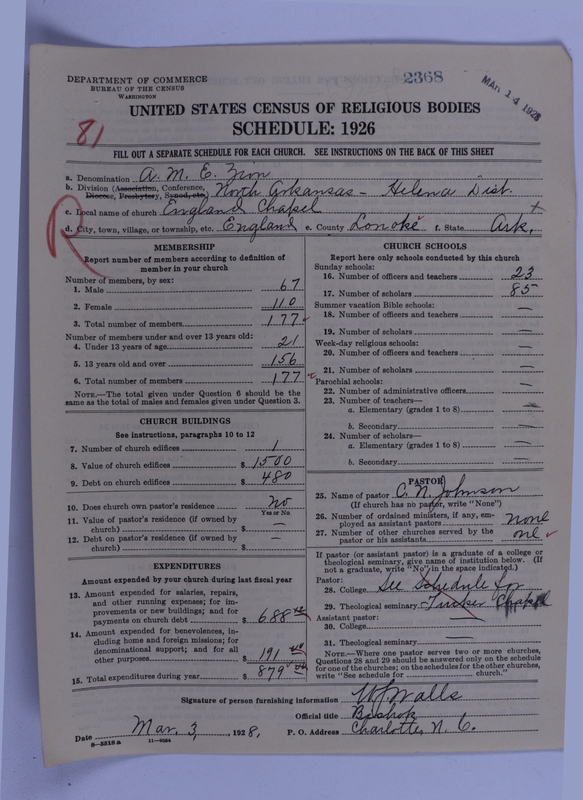 2368
MAR 14 1928
DEPARTMENT OF COMMERCE
BUREAU OF THE CENSUS
WASHINGTON
UNITED STATES CENSUS OF RELIGIOUS BODIES
SCHEDULE: 1926
81
FILL OUT A SEPARATE SCHEDULE FOR EACH CHURCH. SEE INSTRUCTIONS ON THE BACK OF THIS SHEET
a. Denomination A. M. E. Zion
b. Division (Association, Conference, Diocese, Presbytery, Synod, etc.) North Arkansas - Helena Dist.
c. Local name of church England Chapel
d. City, town, village, or township, etc. England e. County Lonoke f. State Ark.
R
MEMBERSHIP
Report number of members according to definition of member in your church
Number of members, by sex:
1. Male 67
2. Female 110
3. Total number of members 177
Number of members under and over 13 years old:
4. Under 13 years of age 21
5. 13 years old and over 156
6. Total number of members 177
NOTE.—The total given under Question 6 should be the same as the total of males and females given under Question 3.
CHURCH BUILDINGS
See instructions, paragraphs 10 to 12
7. Number of church edifices 1
8. Value of church edifices $1500
9. Debt on church edifices $ 480
10. Does church own pastor's residence No
Yes or No
11. Value of pastor's residence (if owned by church) $ —
12. Debt on pastor's residence (if owned by church) $ —
EXPENDITURES
Amount expended by your church during last fiscal year
13. Amount expended for salaries, repairs, and other running expenses; for improvements or new buildings; and for payments on church debt $ 688
14. Amount expended for benevolences, including home and foreign missions; for denominational support; and for all other purposes $ 191
15. Total expenditures during year $ 879
CHURCH SCHOOLS
Report here only schools conducted by this church
Sunday schools:
16. Number of officers and teachers 23
17. Number of scholars 85
Summer vacation Bible schools:
18. Number of officers and teachers —
19. Number of scholars —
Week-day religious schools:
20. Number of officers and teachers —
21. Number of scholars —
Parochial schools:
22. Number of administrative officers —
23. Number of teachers—
a. Elementary (grades 1 to 8) —
b. Secondary —
24. Number of scholars—
a. Elementary (grades 1 to 8) —
b. Secondary —
PASTOR
25. Name of pastor C. N. Johnson
(If church has no pastor, write "None")
26. Number of ordained ministers, if any, employed as assistant pastors none
27. Number of other churches served by the pastor or his assistants one
If pastor (or assistant pastor) is a graduate of a college or theological seminary, give name of institution below. (If not a graduate, write "No" in the space indicated.)
Pastor:
28. College See Schedule for
29. Theological seminary Tucker Chapel
Assistant pastor:
30. College —
31. Theological seminary —
NOTE.—Where one pastor serves two or more churches, Questions 28 and 29 should be answered only on the schedule for one of the churches; on the schedules for the other churches, write "See schedule for ______ church."
Signature of person furnishing information W J Walls
Official title Bishop
Date Mar. 3, 1928. P. O. Address Charlotte, N. C.
8-5318 a 11-9054